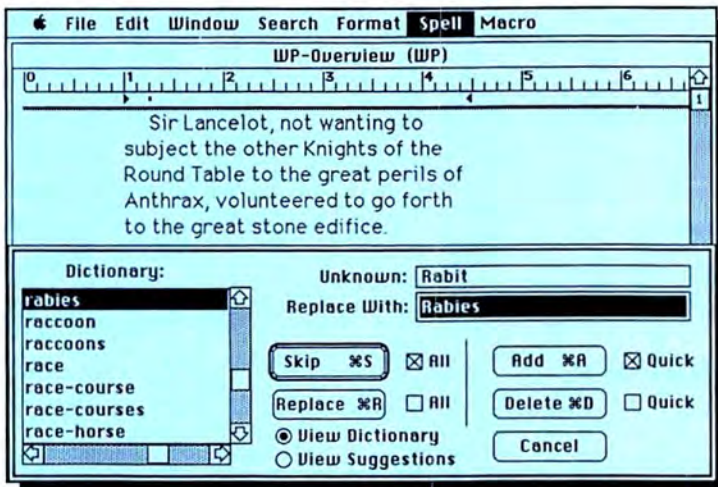 File Edit Window Search Format Spell Macro
WP-Overview (WP)
0 1 2 3 4 5 6
1
Sir Lancelot, not wanting to
subject the other Knights of the
Round Table to the great perils of
Anthrax, volunteered to go forth
to the great stone edifice.
Dictionary:
rabies
raccoon
raccoons
race
race-course
race-courses
race-horse
Unknown: Rabit
Replace With: Rabies
Skip ⌘S All Add ⌘A Quick
Replace ⌘R All Delete ⌘D Quick
View Dictionary
View Suggestions
Cancel